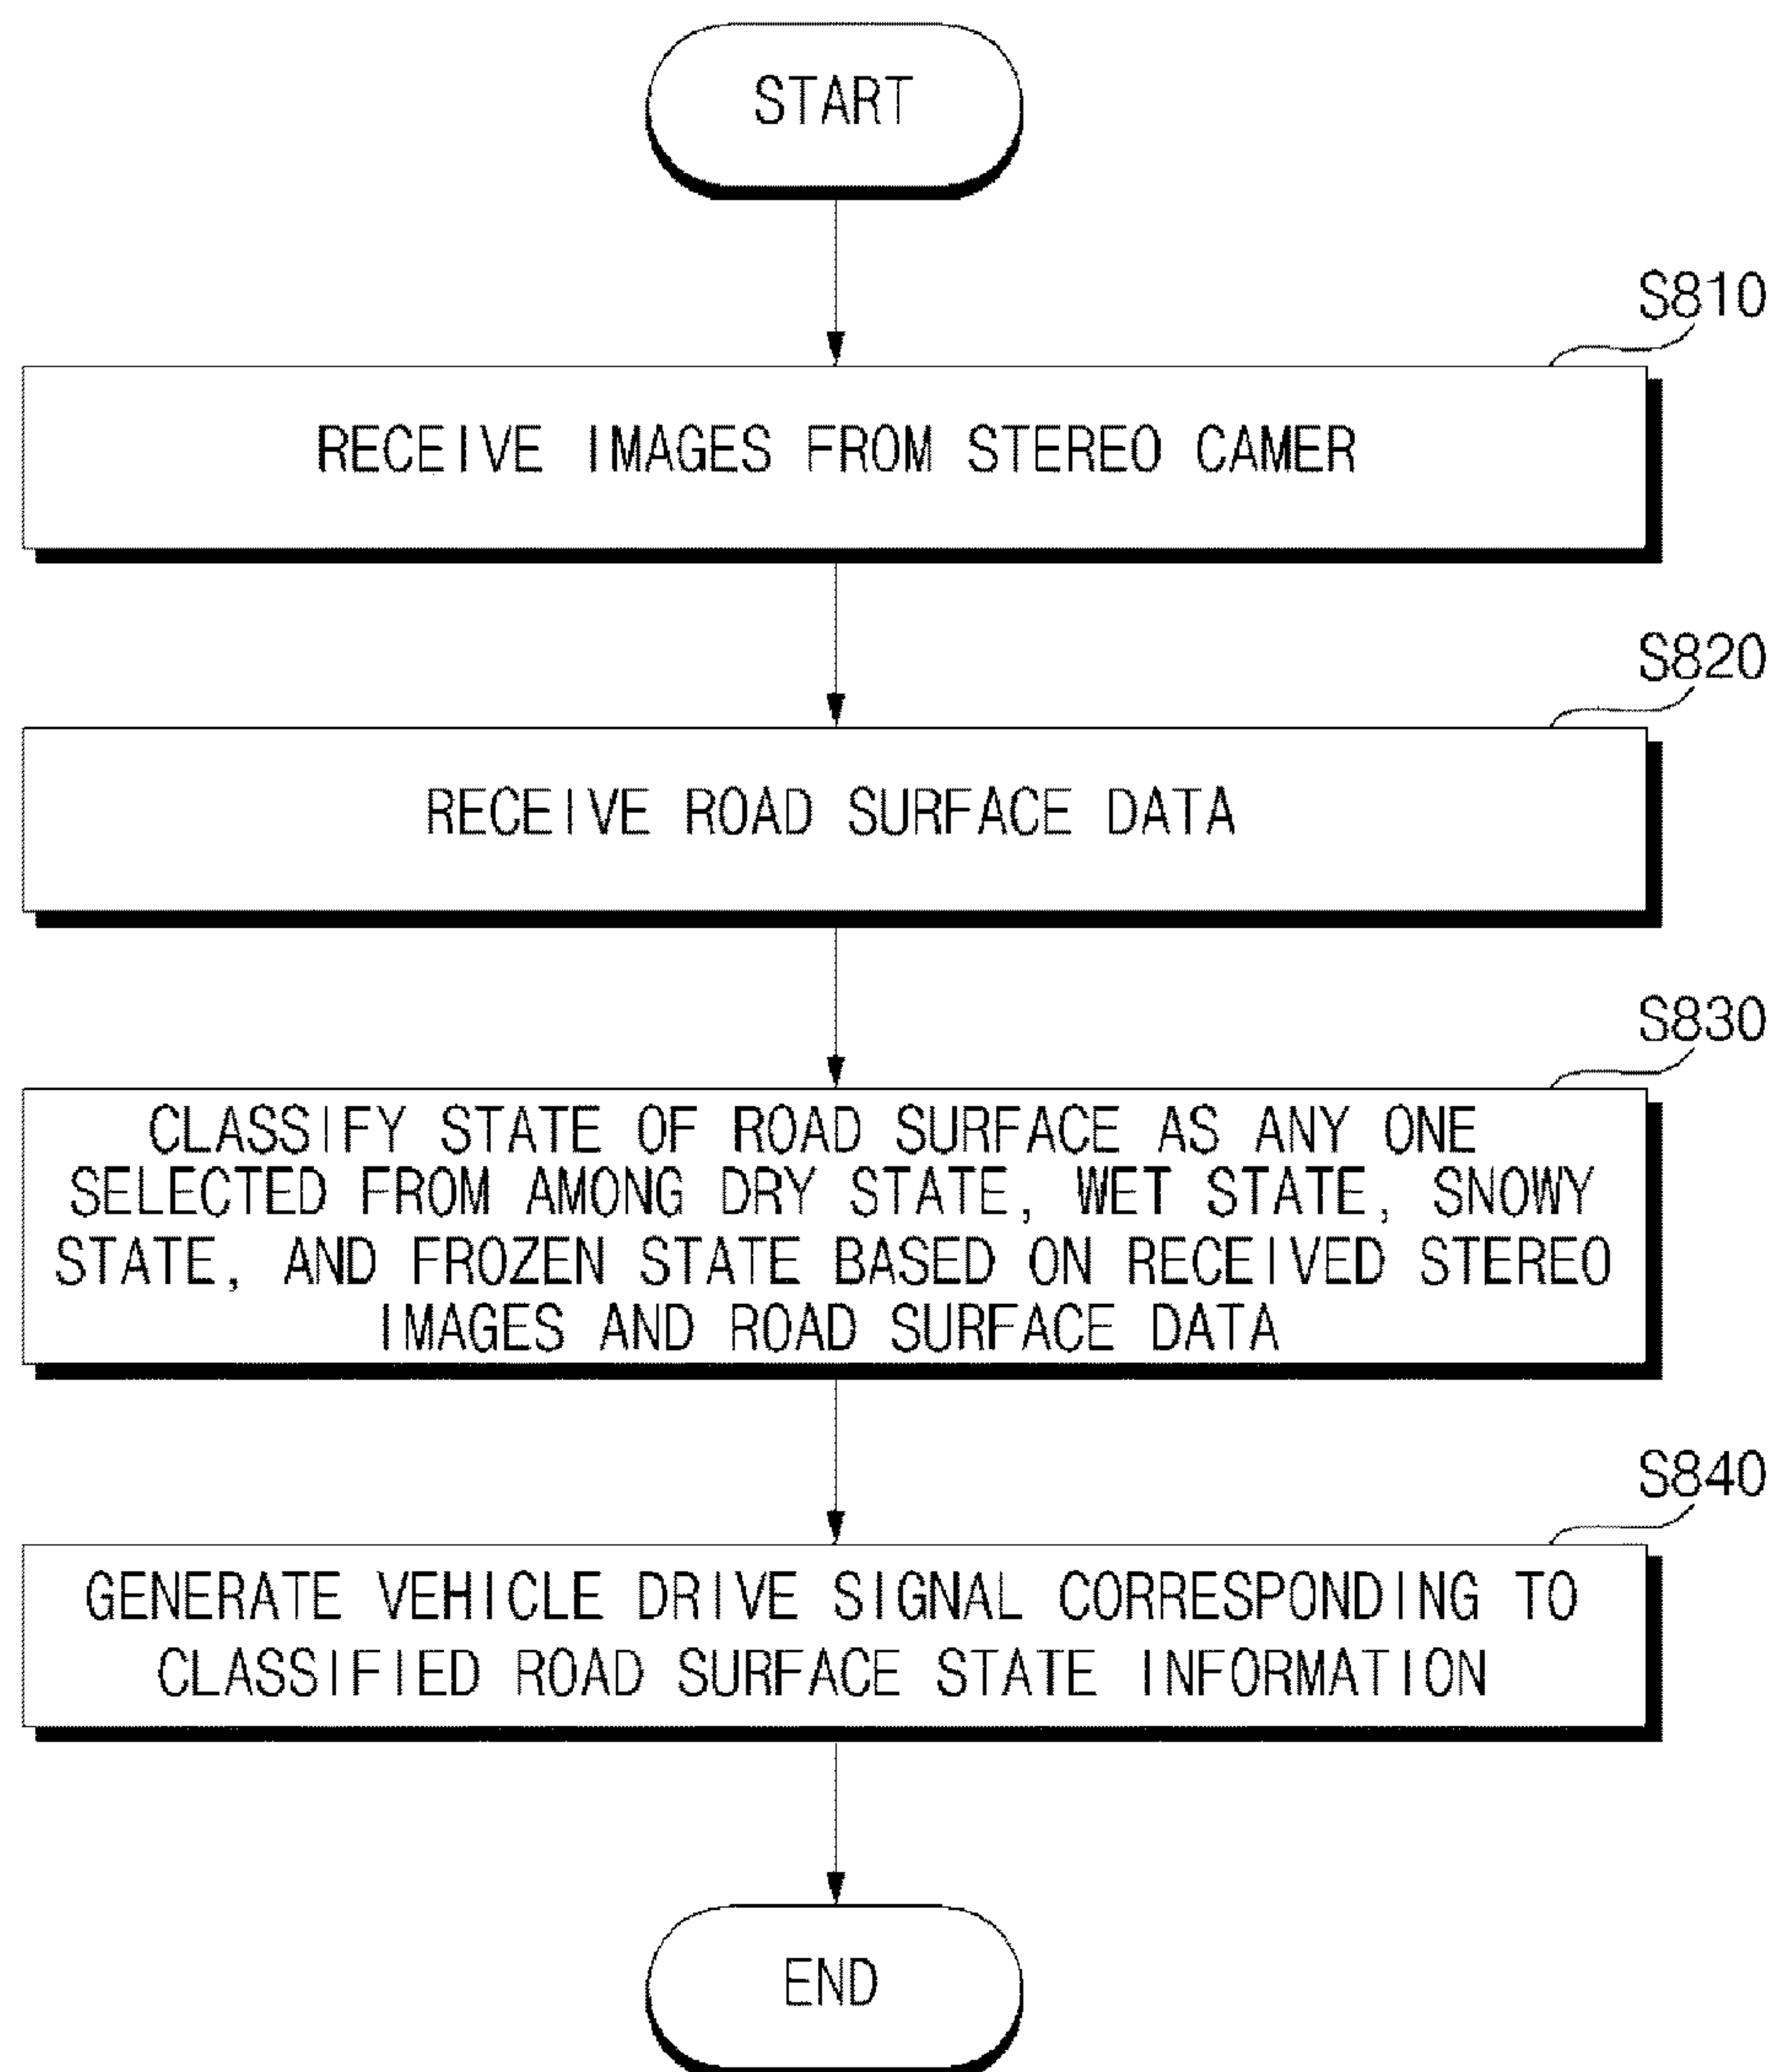 START
S810
RECEIVE IMAGES FROM STEREO CAMER
S820
RECEIVE ROAD SURFACE DATA
S830
CLASSIFY STATE OF ROAD SURFACE AS ANY ONE
SELECTED FROM AMONG DRY STATE, WET STATE, SNOWY
STATE, AND FROZEN STATE BASED ON RECEIVED STEREO
IMAGES AND ROAD SURFACE DATA
S840
GENERATE VEHICLE DRIVE SIGNAL CORRESPONDING TO
CLASSIFIED ROAD SURFACE STATE INFORMATION
END